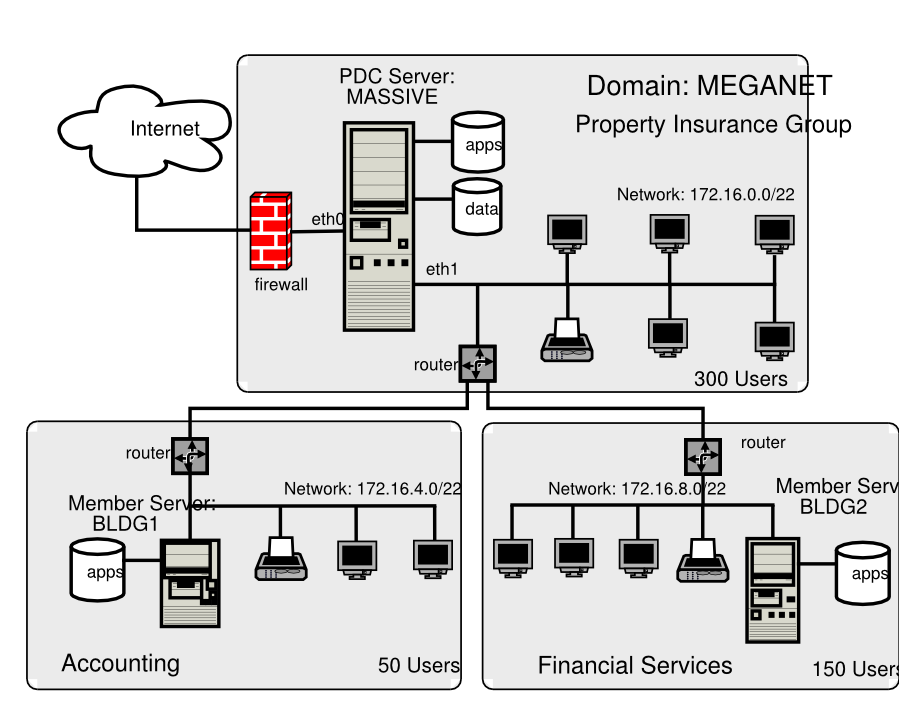 PDC Server:
MASSIVE
Domain: MEGANET
Property Insurance Group
Internet
apps
data
Network: 172.16.0.0/22
eth0
eth1
firewall
router
300 Users
router
Network: 172.16.4.0/22
Member Server:
BLDG1
apps
Accounting
50 Users
router
Network: 172.16.8.0/22
Member Serv
BLDG2
apps
Financial Services
150 Users